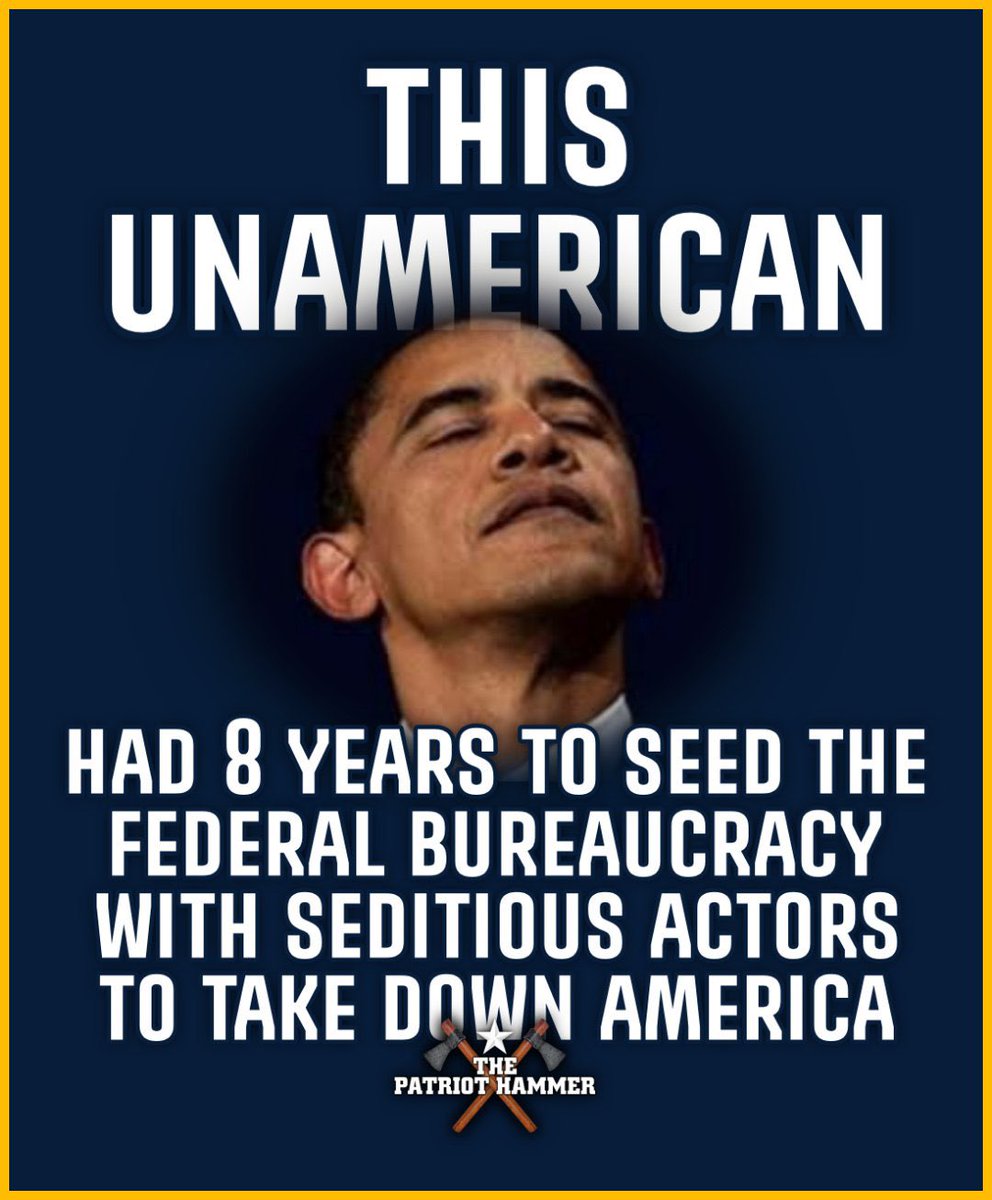 THIS
UNAMERICAN
HAD 8 YEARS TO SEED THE
FEDERAL BUREAUCRACY
WITH SEDITIOUS ACTORS
TO TAKE DOWN AMERICA
THE
PATRIOT HAMMER